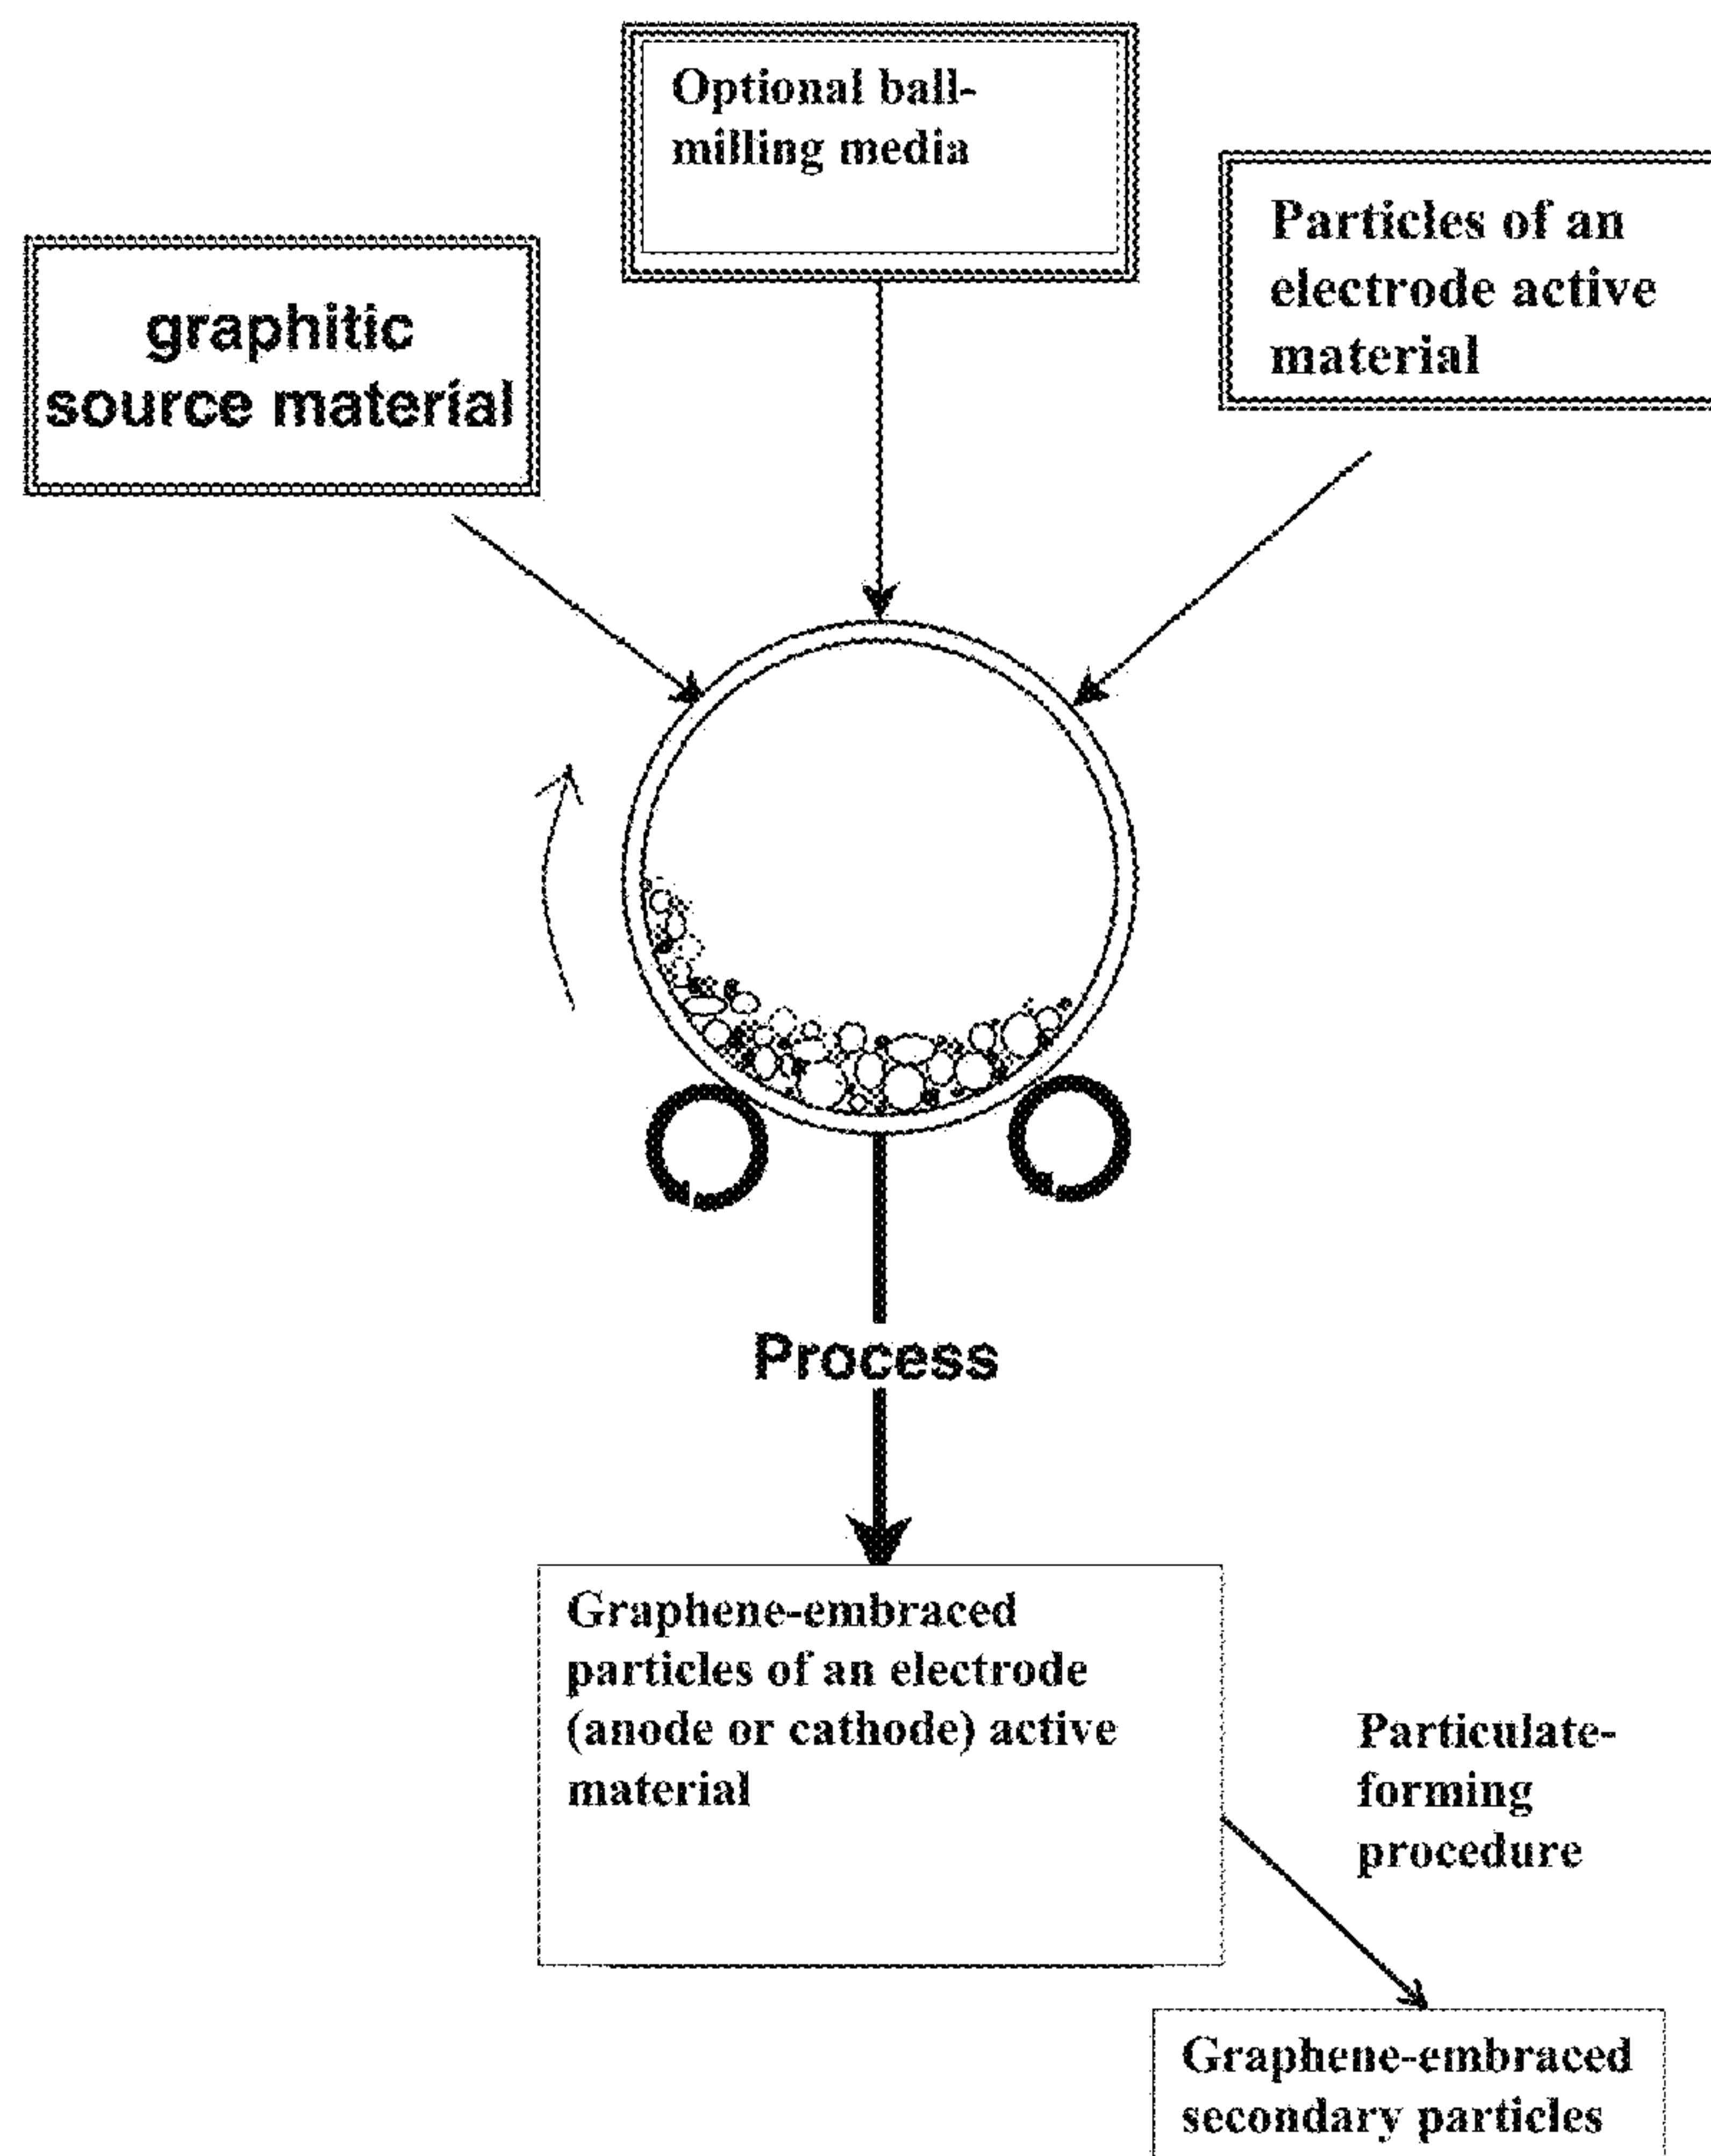 Optional ball-
milling media
Particles of an
electrode active
material
graphitic
source material
Process
Graphene-embraced
particles of an electrode
(anode or cathode) active
material
Particulate-
forming
procedure
Graphene-embraced
secondary particles